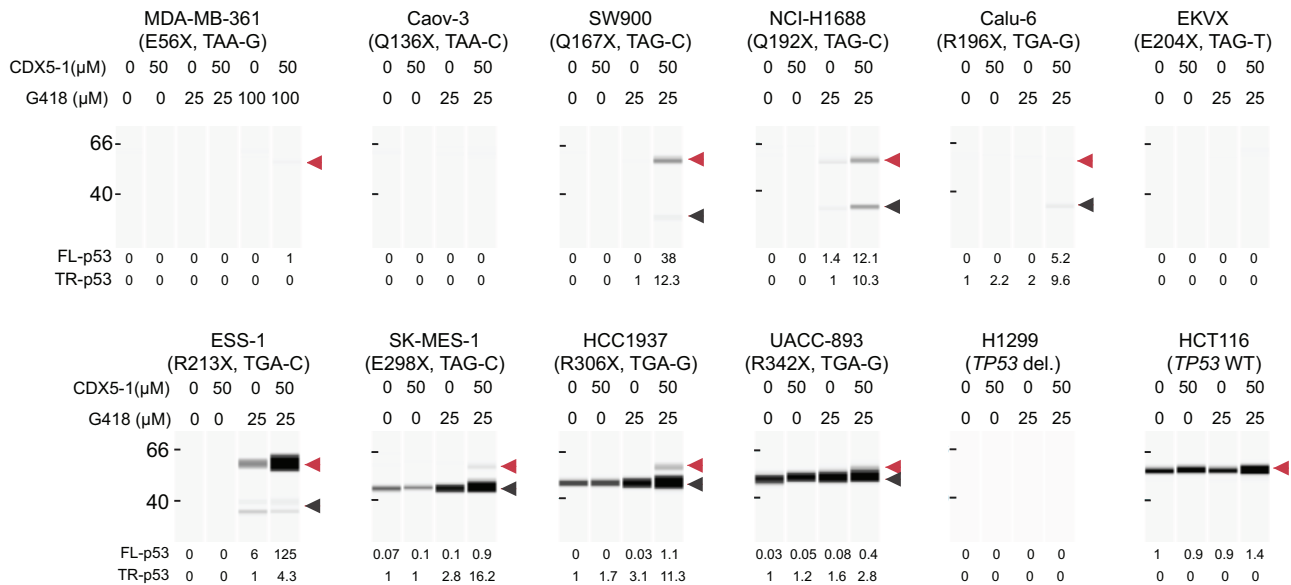 MDA-MB-361 Caov-3 SW900 NCI-H1688 Calu-6 EKVX
(E56X, TAA-G) (Q136X, TAA-C) (Q167X, TAG-C) (Q192X, TAG-C) (R196X, TGA-G) (E204X, TAG-T)
CDX5-1(µM) 0 50 0 50 0 50 0 50 0 50 0 50 0 50 0 50 0 50 0 50 0 50 0 50 0 50
G418 (µM) 0 0 25 25 100 100 0 0 25 25 0 0 25 25 0 0 25 25 0 0 25 25 0 0 25 25
66-
40-
FL-p53 0 0 0 0 0 1 0 0 0 0 0 0 0 38 0 0 1.4 12.1 0 0 0 5.2 0 0 0 0
TR-p53 0 0 0 0 0 0 0 0 0 0 0 0 1 12.3 0 0 1 10.3 1 2.2 2 9.6 0 0 0 0
ESS-1 SK-MES-1 HCC1937 UACC-893 H1299 HCT116
(R213X, TGA-C) (E298X, TAG-C) (R306X, TGA-G) (R342X, TGA-G) (TP53 del.) (TP53 WT)
CDX5-1(µM) 0 50 0 50 0 50 0 50 0 50 0 50 0 50 0 50 0 50 0 50 0 50 0 50
G418 (µM) 0 0 25 25 0 0 25 25 0 0 25 25 0 0 25 25 0 0 25 25 0 0 25 25
66
40
FL-p53 0 0 6 125 0.07 0.1 0.1 0.9 0 0 0.03 1.1 0.03 0.05 0.08 0.4 0 0 0 0 1 0.9 0.9 1.4
TR-p53 0 0 1 4.3 1 1 2.8 16.2 1 1.7 3.1 11.3 1 1.2 1.6 2.8 0 0 0 0 0 0 0 0